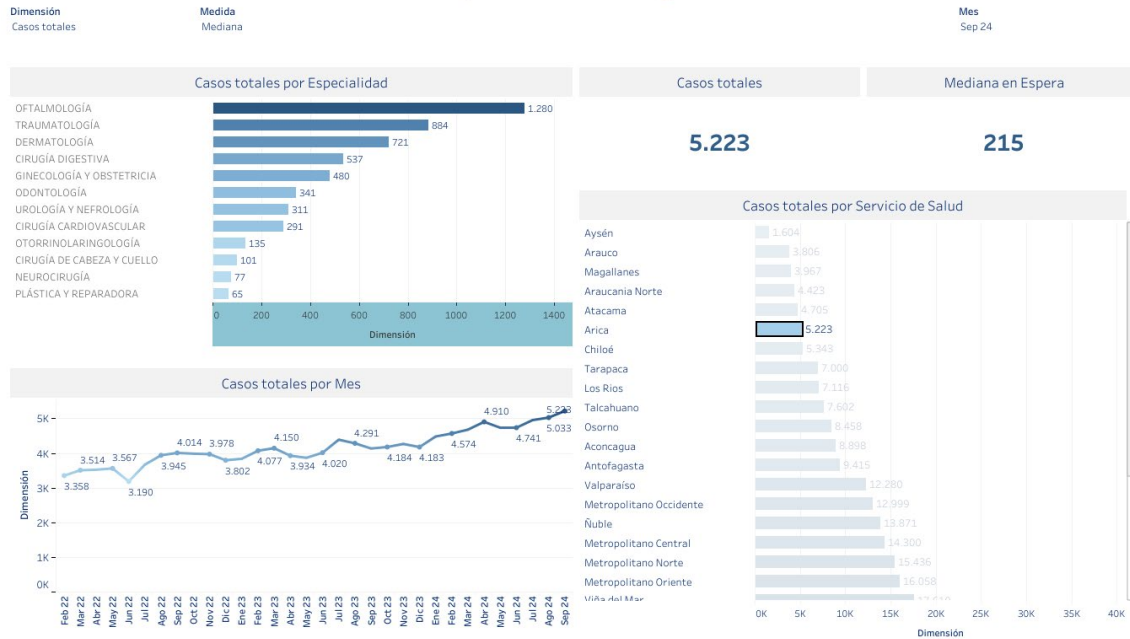 Dimensión
Casos totales
Medida
Mediana
Mes
Sep 24
Casos totales por Especialidad
OFTALMOLOGÍA 1.280
TRAUMATOLOGÍA 884
DERMATOLOGÍA 721
CIRUGÍA DIGESTIVA 537
GINECOLOGÍA Y OBSTETRICIA 480
ODONTOLOGÍA 341
UROLOGÍA Y NEFROLOGÍA 311
CIRUGÍA CARDIOVASCULAR 291
OTORRINOLARINGOLOGÍA 135
CIRUGÍA DE CABEZA Y CUELLO 101
NEUROCIRUGÍA 77
PLÁSTICA Y REPARADORA 65
0 200 400 600 800 1000 1200 1400
Dimensión
Casos totales
5.223
Mediana en Espera
215
Casos totales por Servicio de Salud
Aysén 1.604
Arauco 3.806
Magallanes 3.967
Araucania Norte 4.423
Atacama 4.705
Arica 5.223
Chiloé 5.343
Tarapaca 7.000
Los Rios 7.116
Talcahuano 7.602
Osorno 8.458
Aconcagua 8.898
Antofagasta 9.415
Valparaíso 12.280
Metropolitano Occidente 12.999
Ñuble 13.871
Metropolitano Central 14.300
Metropolitano Norte 15.436
Metropolitano Oriente 16.058
Viña del Mar
0K 5K 10K 15K 20K 25K 30K 35K 40K
Dimensión
Casos totales por Mes
5K
4K
3K
2K
1K
0K
Dimensión
3.358
3.514
3.567
3.190
3.945
4.014
3.978
3.802
4.077
4.150
3.934
4.020
4.291
4.184
4.183
4.574
4.910
4.741
5.033
5.223
Feb 22
Mar 22
Abr 22
May 22
Jun 22
Jul 22
Ago 22
Sep 22
Oct 22
Nov 22
Dic 22
Ene 23
Feb 23
Mar 23
Abr 23
May 23
Jun 23
Jul 23
Ago 23
Sep 23
Oct 23
Nov 23
Dic 23
Ene 24
Feb 24
Mar 24
Abr 24
May 24
Jun 24
Jul 24
Ago 24
Sep 24